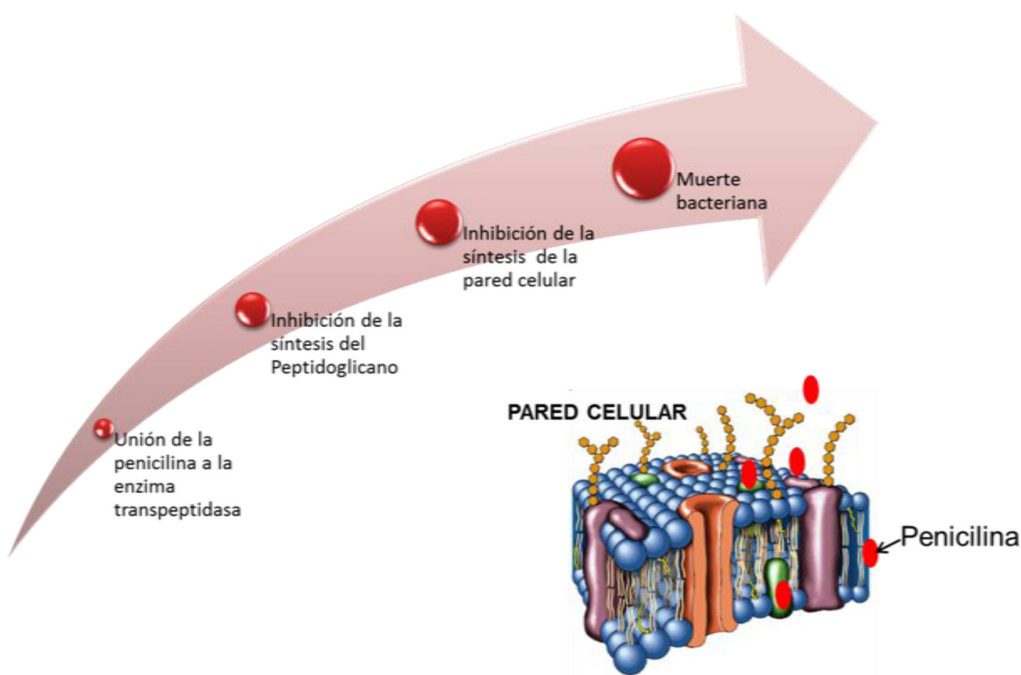 Muerte
bacteriana
Inhibición de la
síntesis de la
pared celular
Inhibición de la
síntesis del
Peptidoglicano
Unión de la
penicilina a la
enzima
transpeptidasa
PARED CELULAR
Penicilina